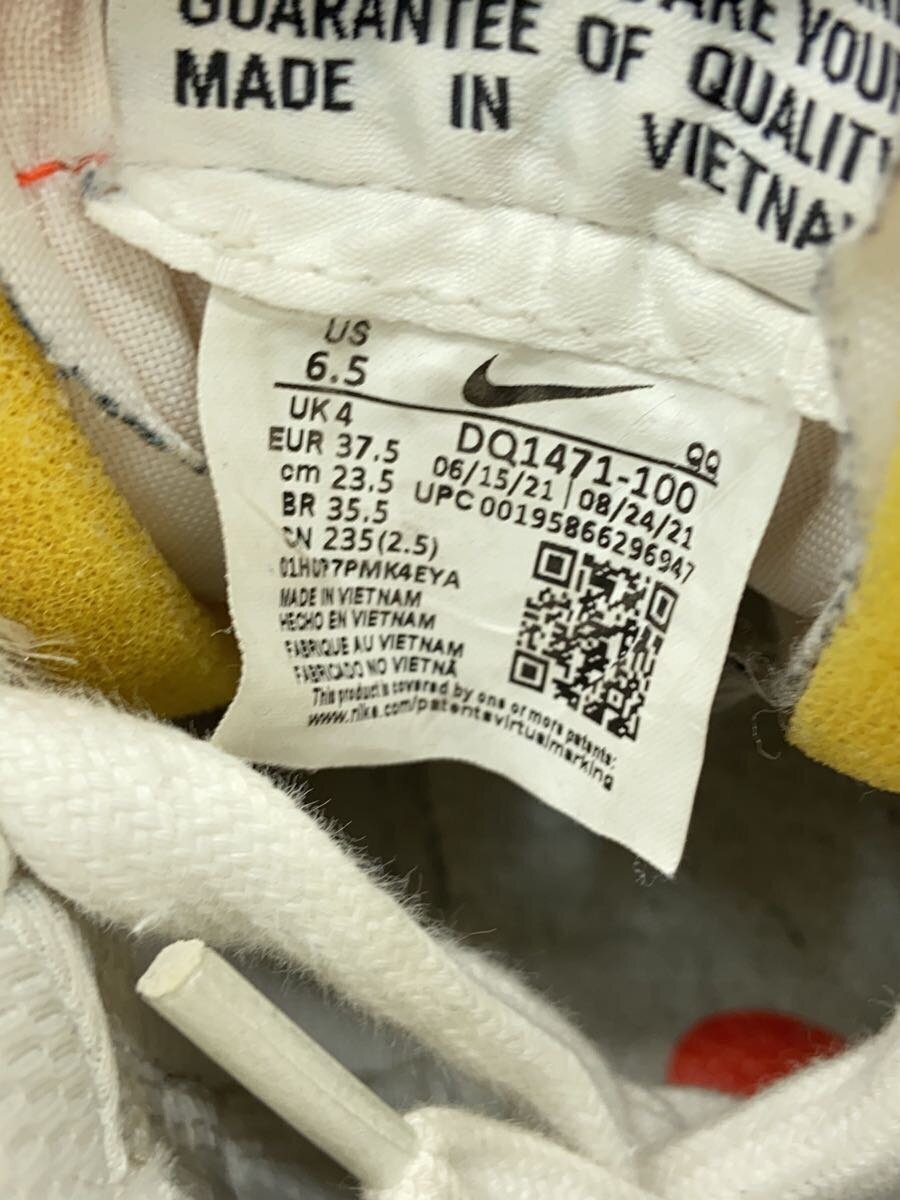 GUARANTEE OF QUALITY
MADE IN VIETNAM
US
6.5
UK 4
EUR 37.5
cm 23.5
BR 35.5
CN 235(2.5)
QQ
DQ1471-100
06/15/21 | 08/24/21
UPC 00195866296947
MADE IN VIETNAM
HECHO EN VIETNAM
FABRIQUE AU VIETNAM
FABRICADO NO VIETNÃ
This product is covered by one or more patents:
www.nike.com/patentsvirtualmarking